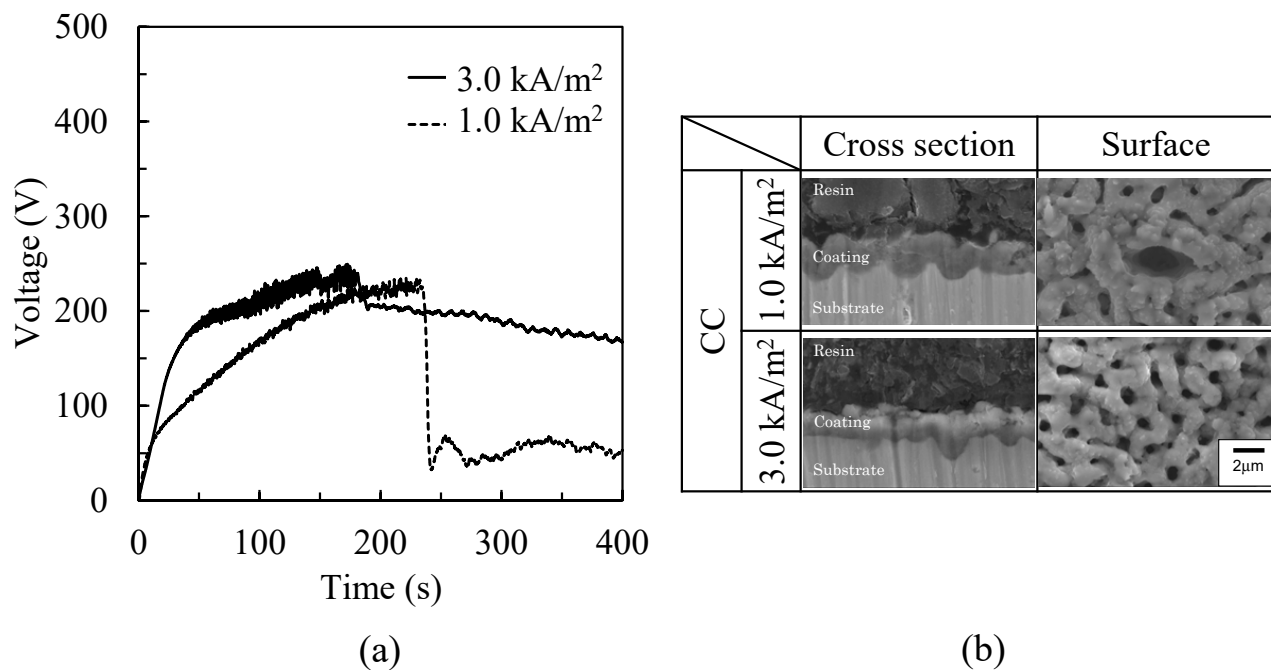 500
400
300
200
100
0
Voltage (V)
3.0 kA/m²
1.0 kA/m²
0
100
200
300
400
Time (s)
(a)
Cross section
Surface
CC
1.0 kA/m²
Resin
Coating
Substrate
3.0 kA/m²
Resin
Coating
Substrate
2μm
(b)